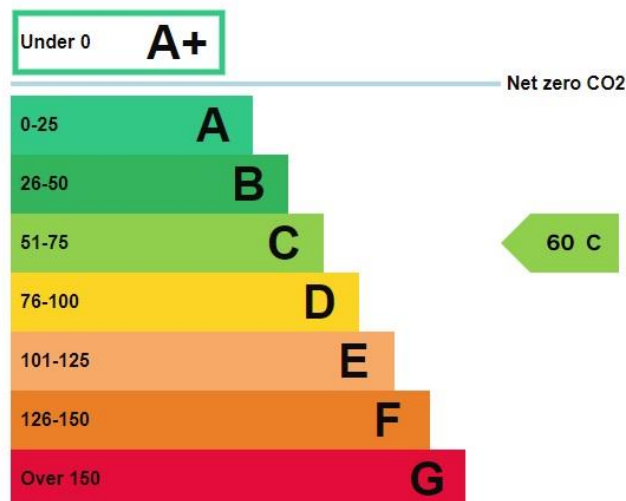 Under 0 A+
Net zero CO2
0-25 A
26-50 B
51-75 C
60 C
76-100 D
101-125 E
126-150 F
Over 150 G